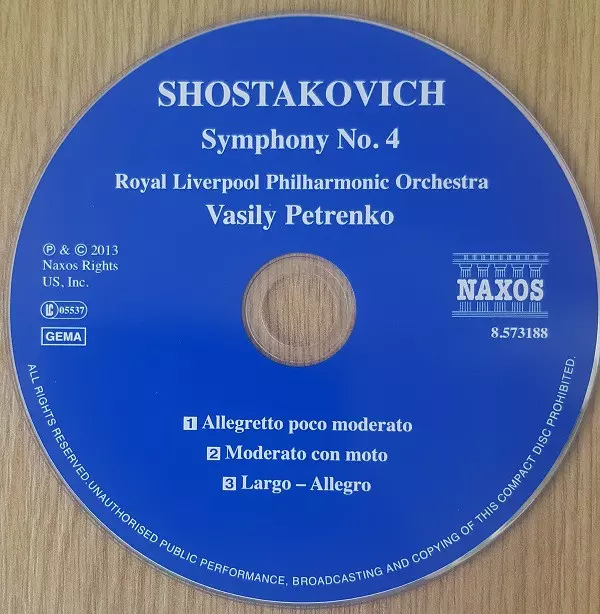 SHOSTAKOVICH
Symphony No. 4
Royal Liverpool Philharmonic Orchestra
Vasily Petrenko
℗ & © 2013
Naxos Rights
US, Inc.
LC 05537
GEMA
NAXOS
8.573188
1 Allegretto poco moderato
2 Moderato con moto
3 Largo – Allegro
ALL RIGHTS RESERVED.UNAUTHORISED PUBLIC PERFORMANCE, BROADCASTING AND COPYING OF THIS COMPACT DISC PROHIBITED.